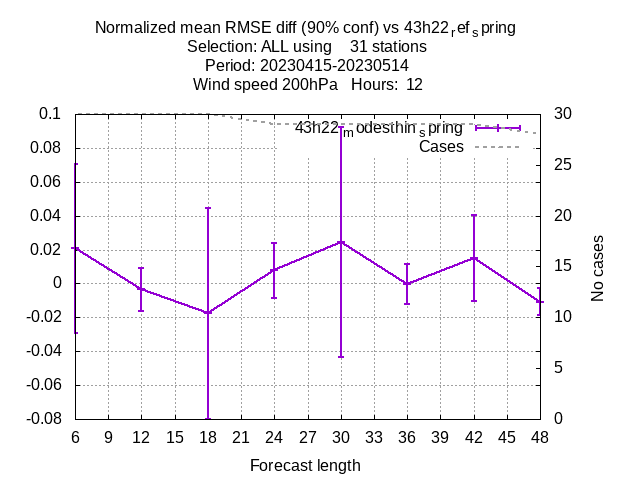 Normalized mean RMSE diff (90% conf) vs 43h22refspring
Selection: ALL using 31 stations
Period: 20230415-20230514
Wind speed 200hPa Hours: 12
0.1
0.08
0.06
0.04
0.02
0
-0.02
-0.04
-0.06
-0.08
43h22modesthinspring
Cases
30
25
20
15
10
5
0
No cases
6 9 12 15 18 21 24 27 30 33 36 39 42 45 48
Forecast length